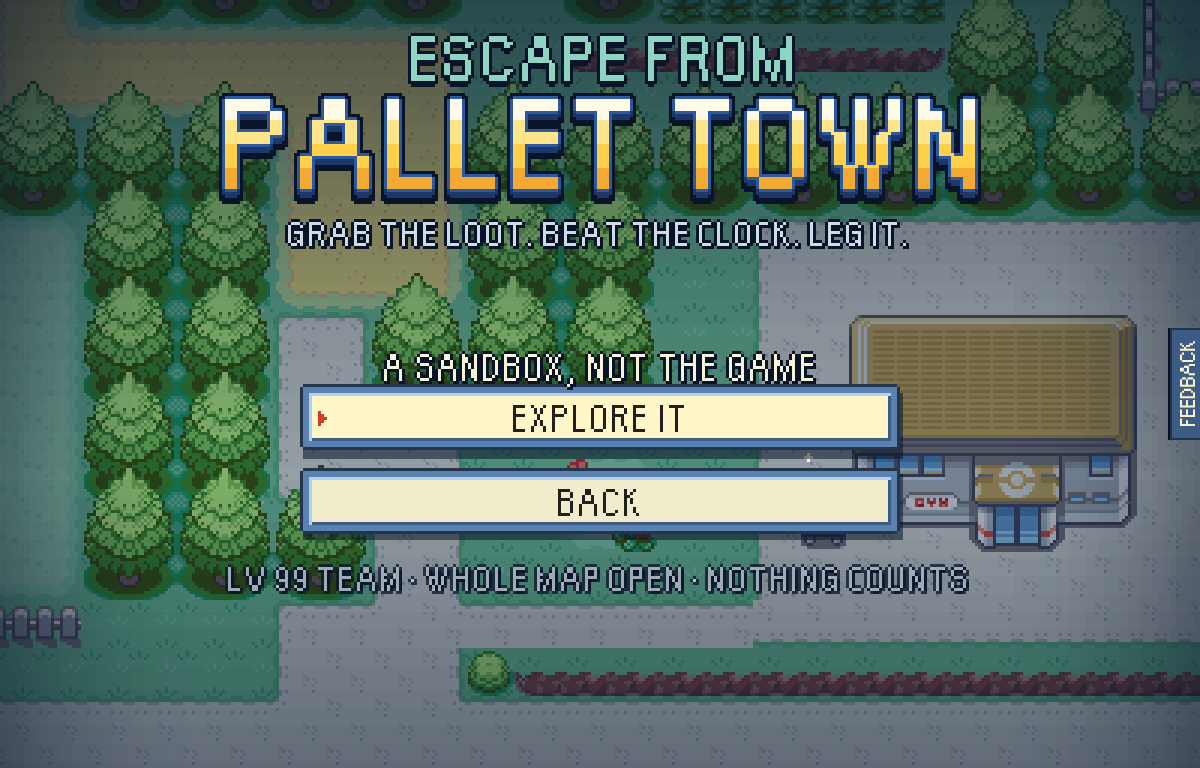 ESCAPE FROM
PALLET TOWN
GRAB THE LOOT. BEAT THE CLOCK. LEG IT.
A SANDBOX, NOT THE GAME
EXPLORE IT
BACK
LV 99 TEAM · WHOLE MAP OPEN · NOTHING COUNTS
FEEDBACK